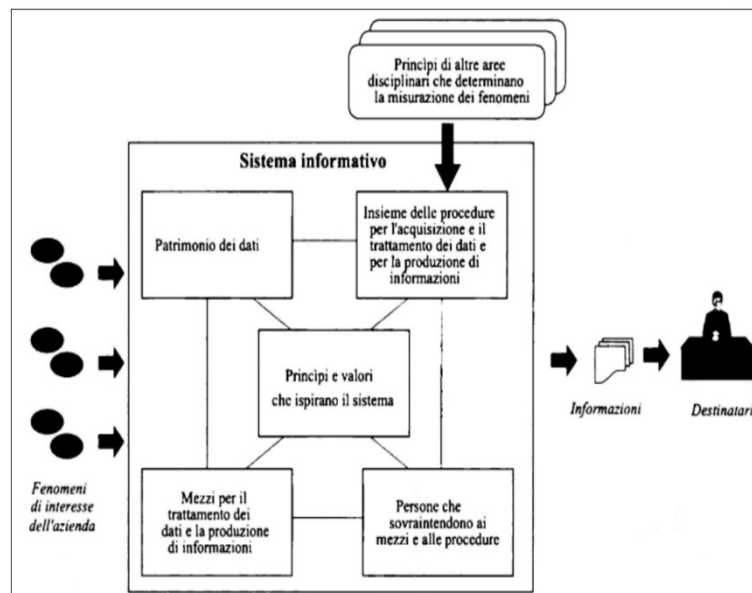 Princìpi di altre aree
disciplinari che determinano
la misurazione dei fenomeni
Sistema informativo
Patrimonio dei dati
Insieme delle procedure
per l'acquisizione e il
trattamento dei dati e
per la produzione di
informazioni
Princìpi e valori
che ispirano il sistema
Mezzi per il
trattamento dei
dati e la produzione
di informazioni
Persone che
sovraintendono ai
mezzi e alle procedure
Fenomeni
di interesse
dell'azienda
Informazioni
Destinatari